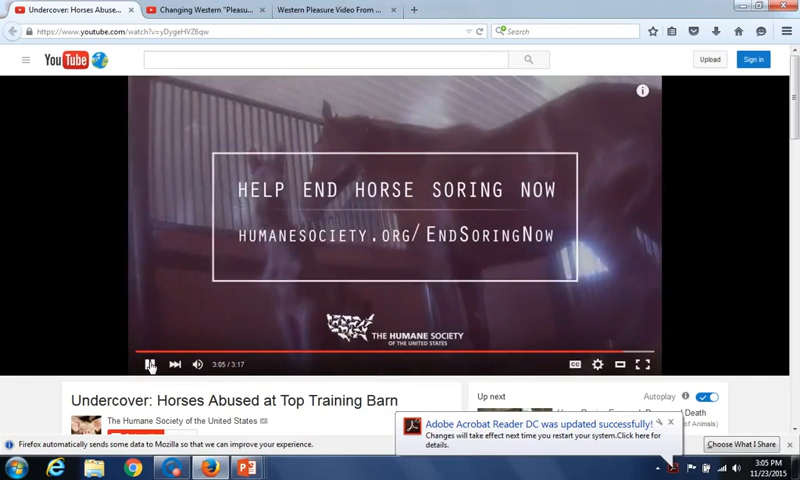 Undercover: Horses Abuse...
Changing Western "Pleasu...
Western Pleasure Video From ...
https://www.youtube.com/watch?v=yDygeHVZ6qw
Search
YouTube
Upload
Sign in
HELP END HORSE SORING NOW
HUMANESOCIETY.ORG/ENDSORINGNOW
THE HUMANE SOCIETY
OF THE UNITED STATES
3:05 / 3:17
CC
Undercover: Horses Abused at Top Training Barn
The Humane Society of the United States
Up next
Autoplay
Death
of Animals)
Adobe Acrobat Reader DC was updated successfully!
Changes will take effect next time you restart your system.Click here for
details.
Firefox automatically sends some data to Mozilla so that we can improve your experience.
Choose What I Share
3:05 PM
11/23/2015